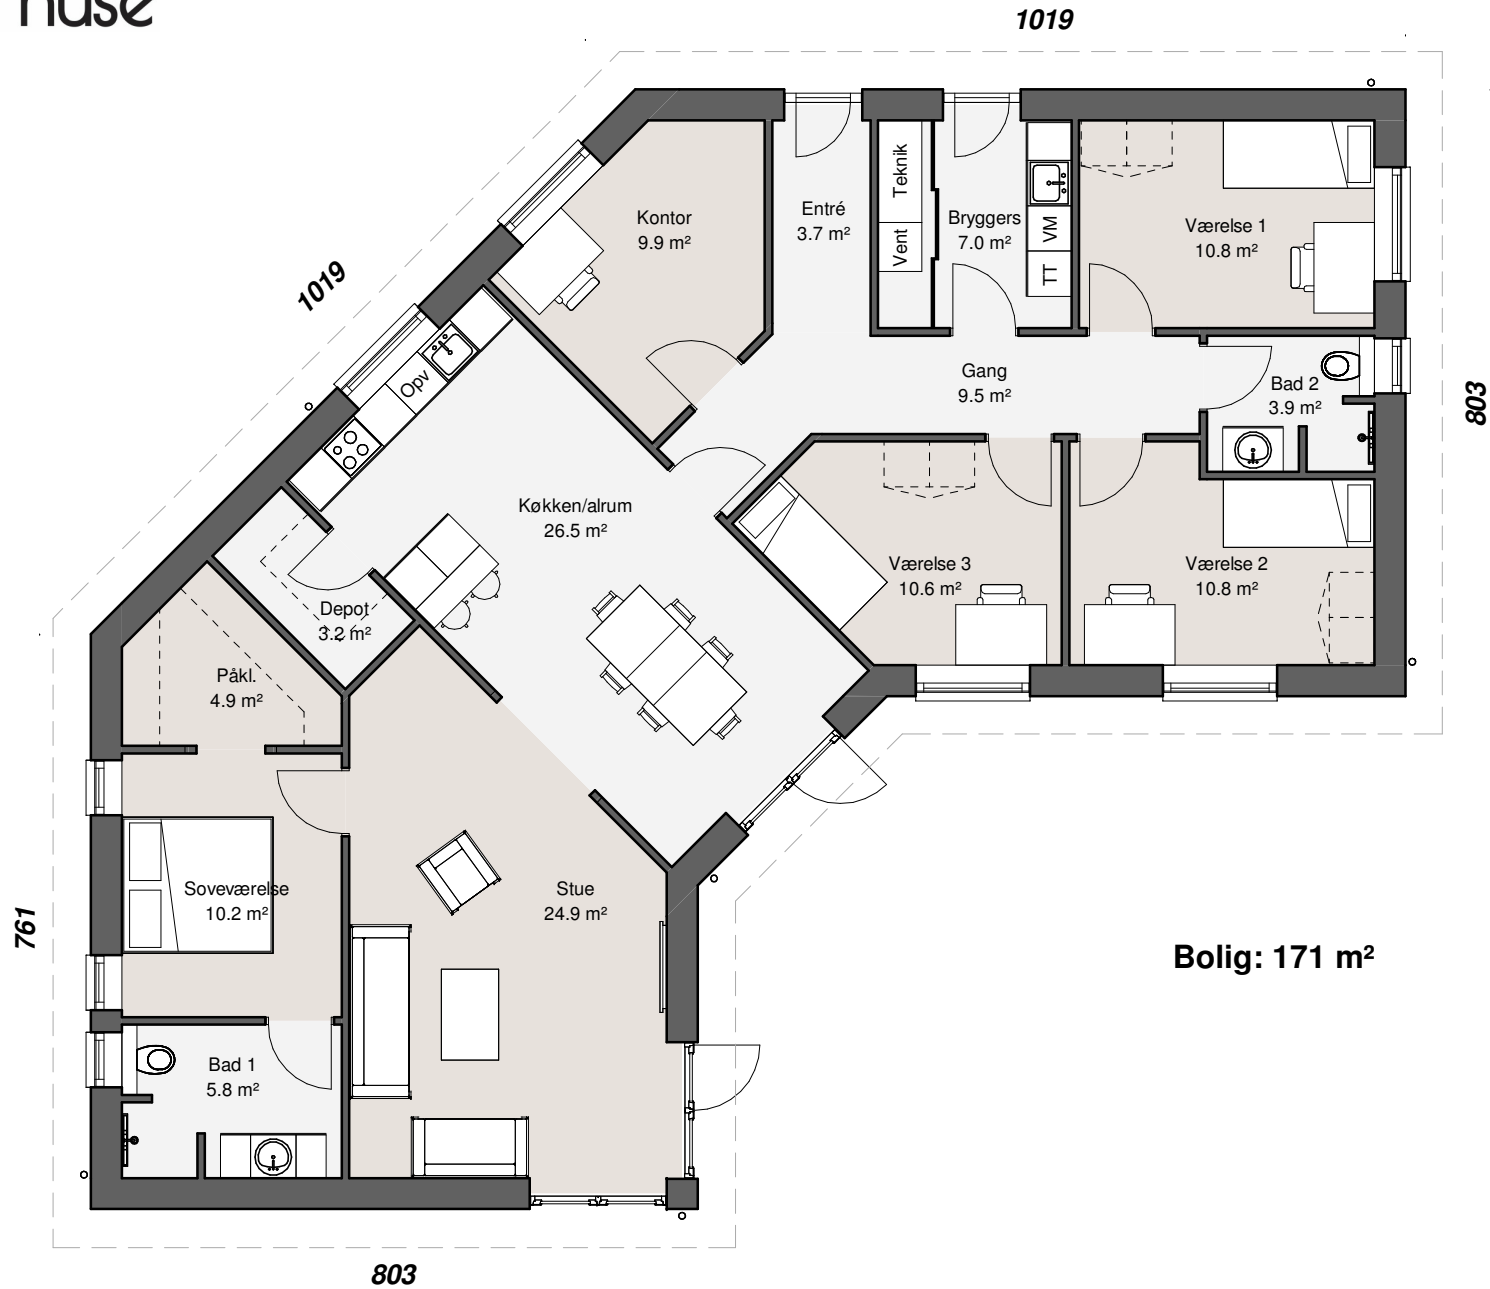 huse
1019
1019
Kontor
9.9 m²
Entré
3.7 m²
Teknik
Vent
Bryggers
7.0 m²
VM
TT
Værelse 1
10.8 m²
Opv
Gang
9.5 m²
Bad 2
3.9 m²
803
Køkken/alrum
26.5 m²
Værelse 3
10.6 m²
Værelse 2
10.8 m²
Depot
3.2 m²
Påkl.
4.9 m²
Soveværelse
10.2 m²
Stue
24.9 m²
761
Bolig: 171 m²
Bad 1
5.8 m²
803